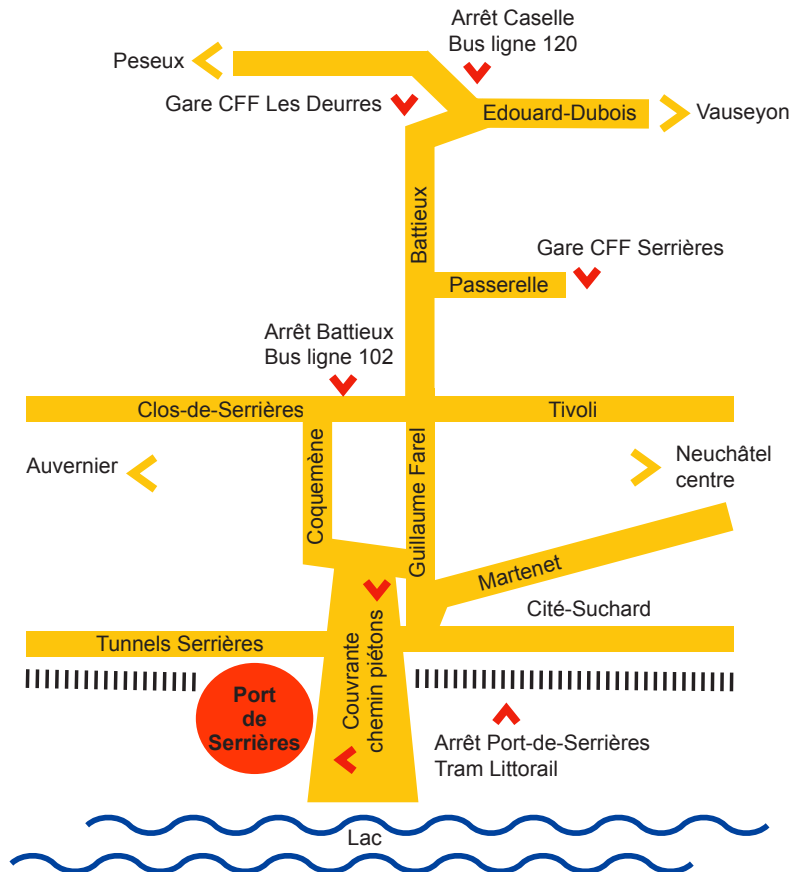 Arrêt Caselle
Bus ligne 120
Peseux
Gare CFF Les Deurres
Edouard-Dubois
Vauseyon
Battieux
Gare CFF Serrières
Passerelle
Arrêt Battieux
Bus ligne 102
Clos-de-Serrières
Tivoli
Auvernier
Coquemène
Guillaume Farel
Neuchâtel
centre
Martenet
Cité-Suchard
Tunnels Serrières
Couvrante
chemin piétons
Port
de
Serrières
Arrêt Port-de-Serrières
Tram Littorail
Lac